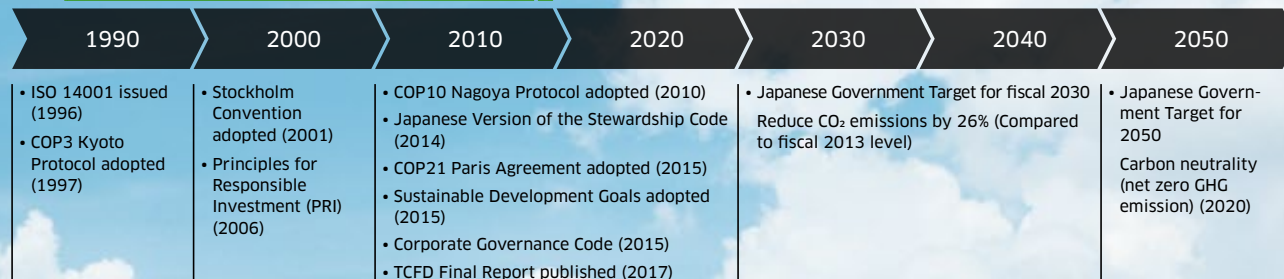 1990
2000
2010
2020
2030
2040
2050
• ISO 14001 issued
(1996)
• COP3 Kyoto
Protocol adopted
(1997)
• Stockholm
Convention
adopted (2001)
• Principles for
Responsible
Investment (PRI)
(2006)
• COP10 Nagoya Protocol adopted (2010)
• Japanese Version of the Stewardship Code
(2014)
• COP21 Paris Agreement adopted (2015)
• Sustainable Development Goals adopted
(2015)
• Corporate Governance Code (2015)
• TCFD Final Report published (2017)
• Japanese Government Target for fiscal 2030
Reduce CO₂ emissions by 26% (Compared
to fiscal 2013 level)
• Japanese Govern-
ment Target for
2050
Carbon neutrality
(net zero GHG
emission) (2020)